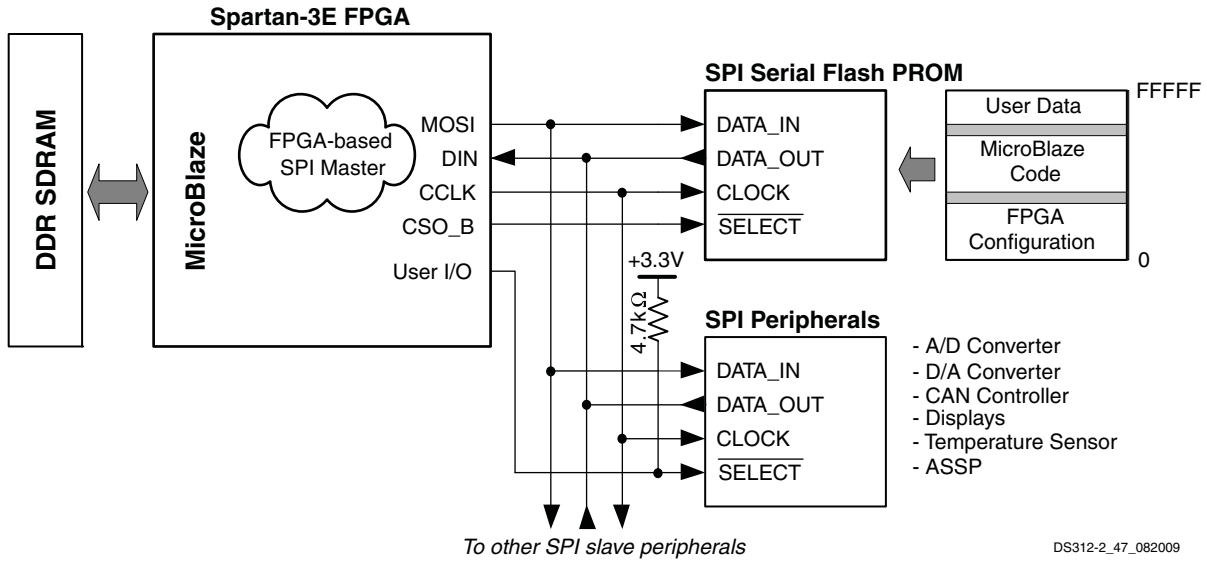 Spartan-3E FPGA
DDR SDRAM
MicroBlaze
FPGA-based
SPI Master
MOSI
DIN
CCLK
CSO_B
User I/O
SPI Serial Flash PROM
DATA_IN
DATA_OUT
CLOCK
SELECT
User Data
MicroBlaze
Code
FPGA
Configuration
FFFFF
0
+3.3V
4.7kΩ
SPI Peripherals
DATA_IN
DATA_OUT
CLOCK
SELECT
- A/D Converter
- D/A Converter
- CAN Controller
- Displays
- Temperature Sensor
- ASSP
To other SPI slave peripherals
DS312-2_47_082009